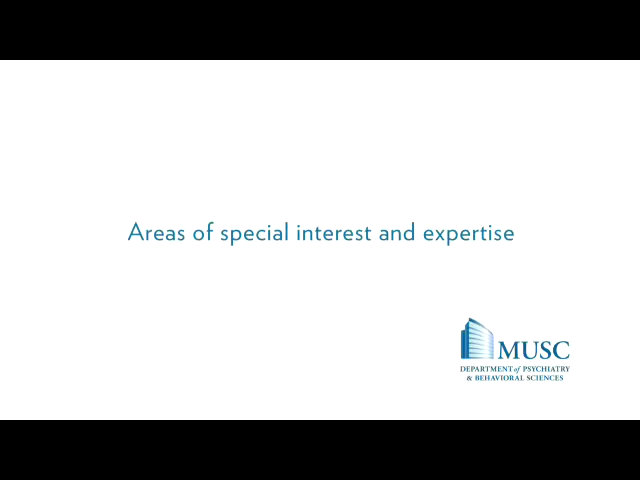 Areas of special interest and expertise
MUSC
DEPARTMENT of PSYCHIATRY
& BEHAVIORAL SCIENCES